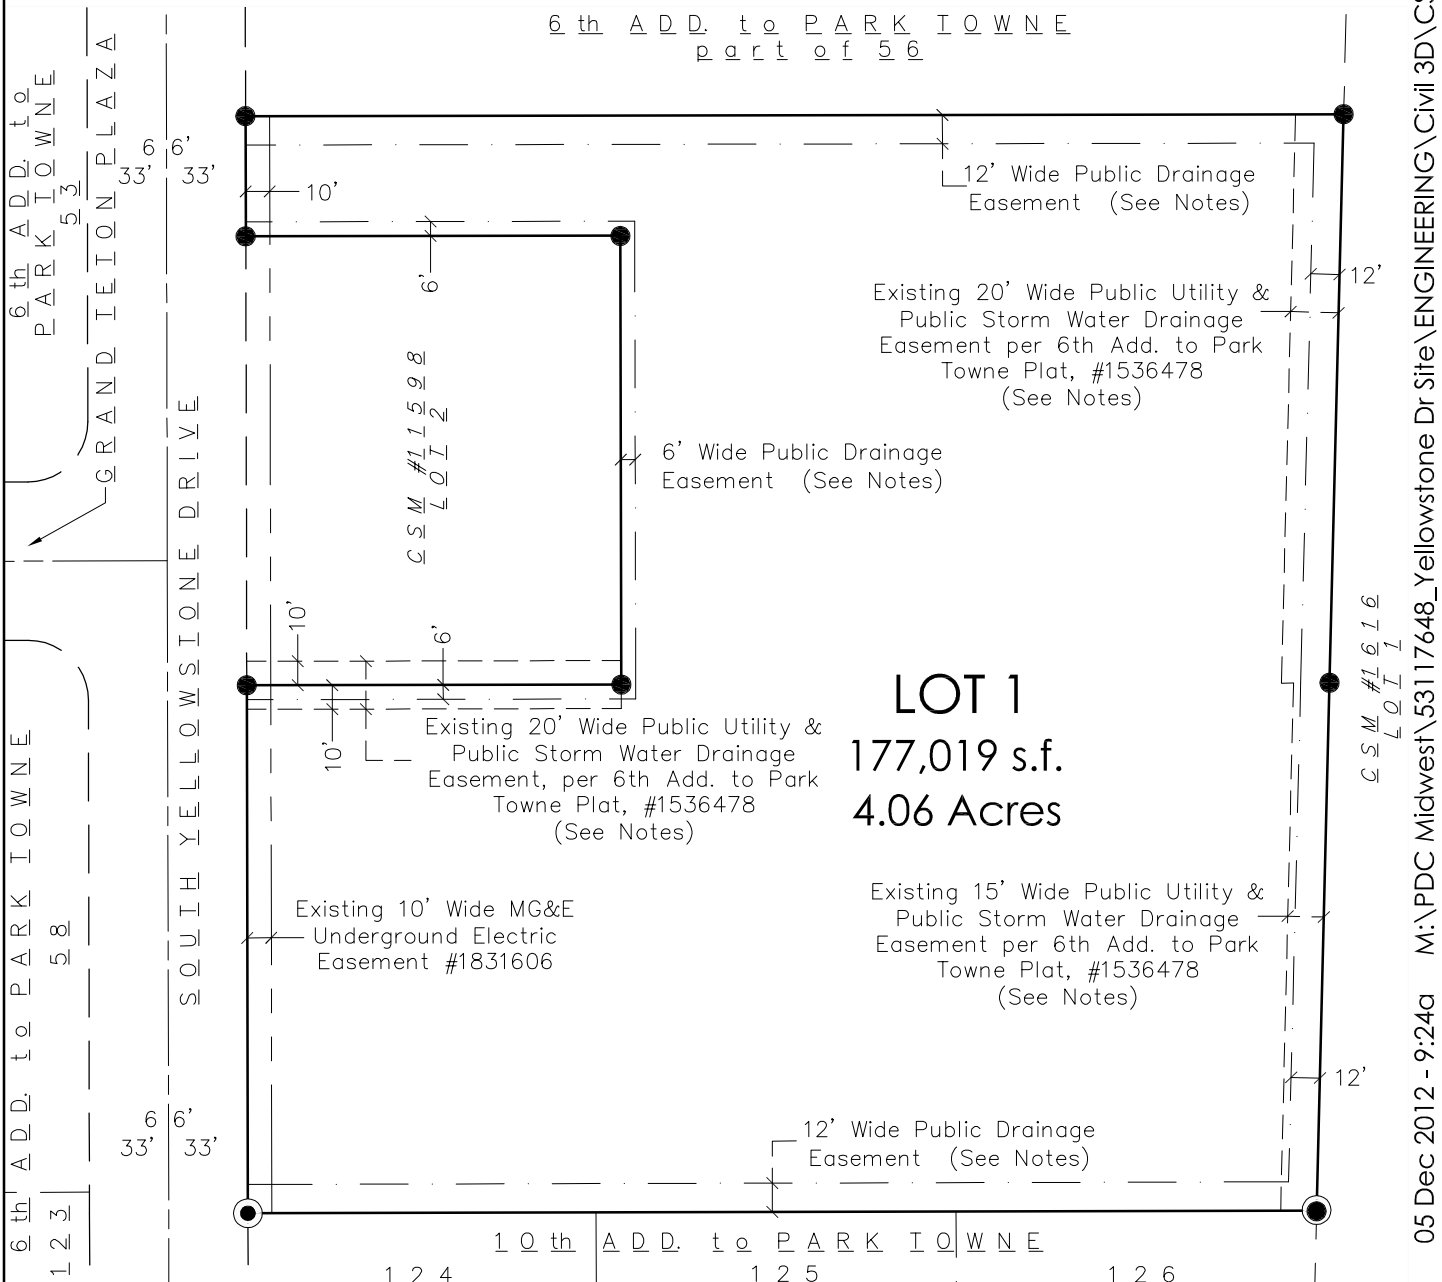 6 th ADD. to PARK TOWNE
part of 56
6 th ADD. to
PARK TOWNE
53
GRAND TETON PLAZA
66'
33' 33'
10'
12' Wide Public Drainage
Easement (See Notes)
6'
12'
Existing 20' Wide Public Utility &
Public Storm Water Drainage
Easement per 6th Add. to Park
Towne Plat, #1536478
(See Notes)
CSM #11598
LOT 2
6' Wide Public Drainage
Easement (See Notes)
SOUTH YELLOWSTONE DRIVE
10'
6'
10'
Existing 20' Wide Public Utility &
Public Storm Water Drainage
Easement, per 6th Add. to Park
Towne Plat, #1536478
(See Notes)
LOT 1
177,019 s.f.
4.06 Acres
CSM #1616
LOT 1
Existing 10' Wide MG&E
Underground Electric
Easement #1831606
Existing 15' Wide Public Utility &
Public Storm Water Drainage
Easement per 6th Add. to Park
Towne Plat, #1536478
(See Notes)
12'
6 th ADD. to PARK TOWNE
58
123
66'
33' 33'
12' Wide Public Drainage
Easement (See Notes)
10 th ADD. to PARK TOWNE
124 125 126
05 Dec 2012 - 9:24a M:\PDC Midwest\53117648_Yellowstone Dr Site\ENGINEERING\Civil 3D\